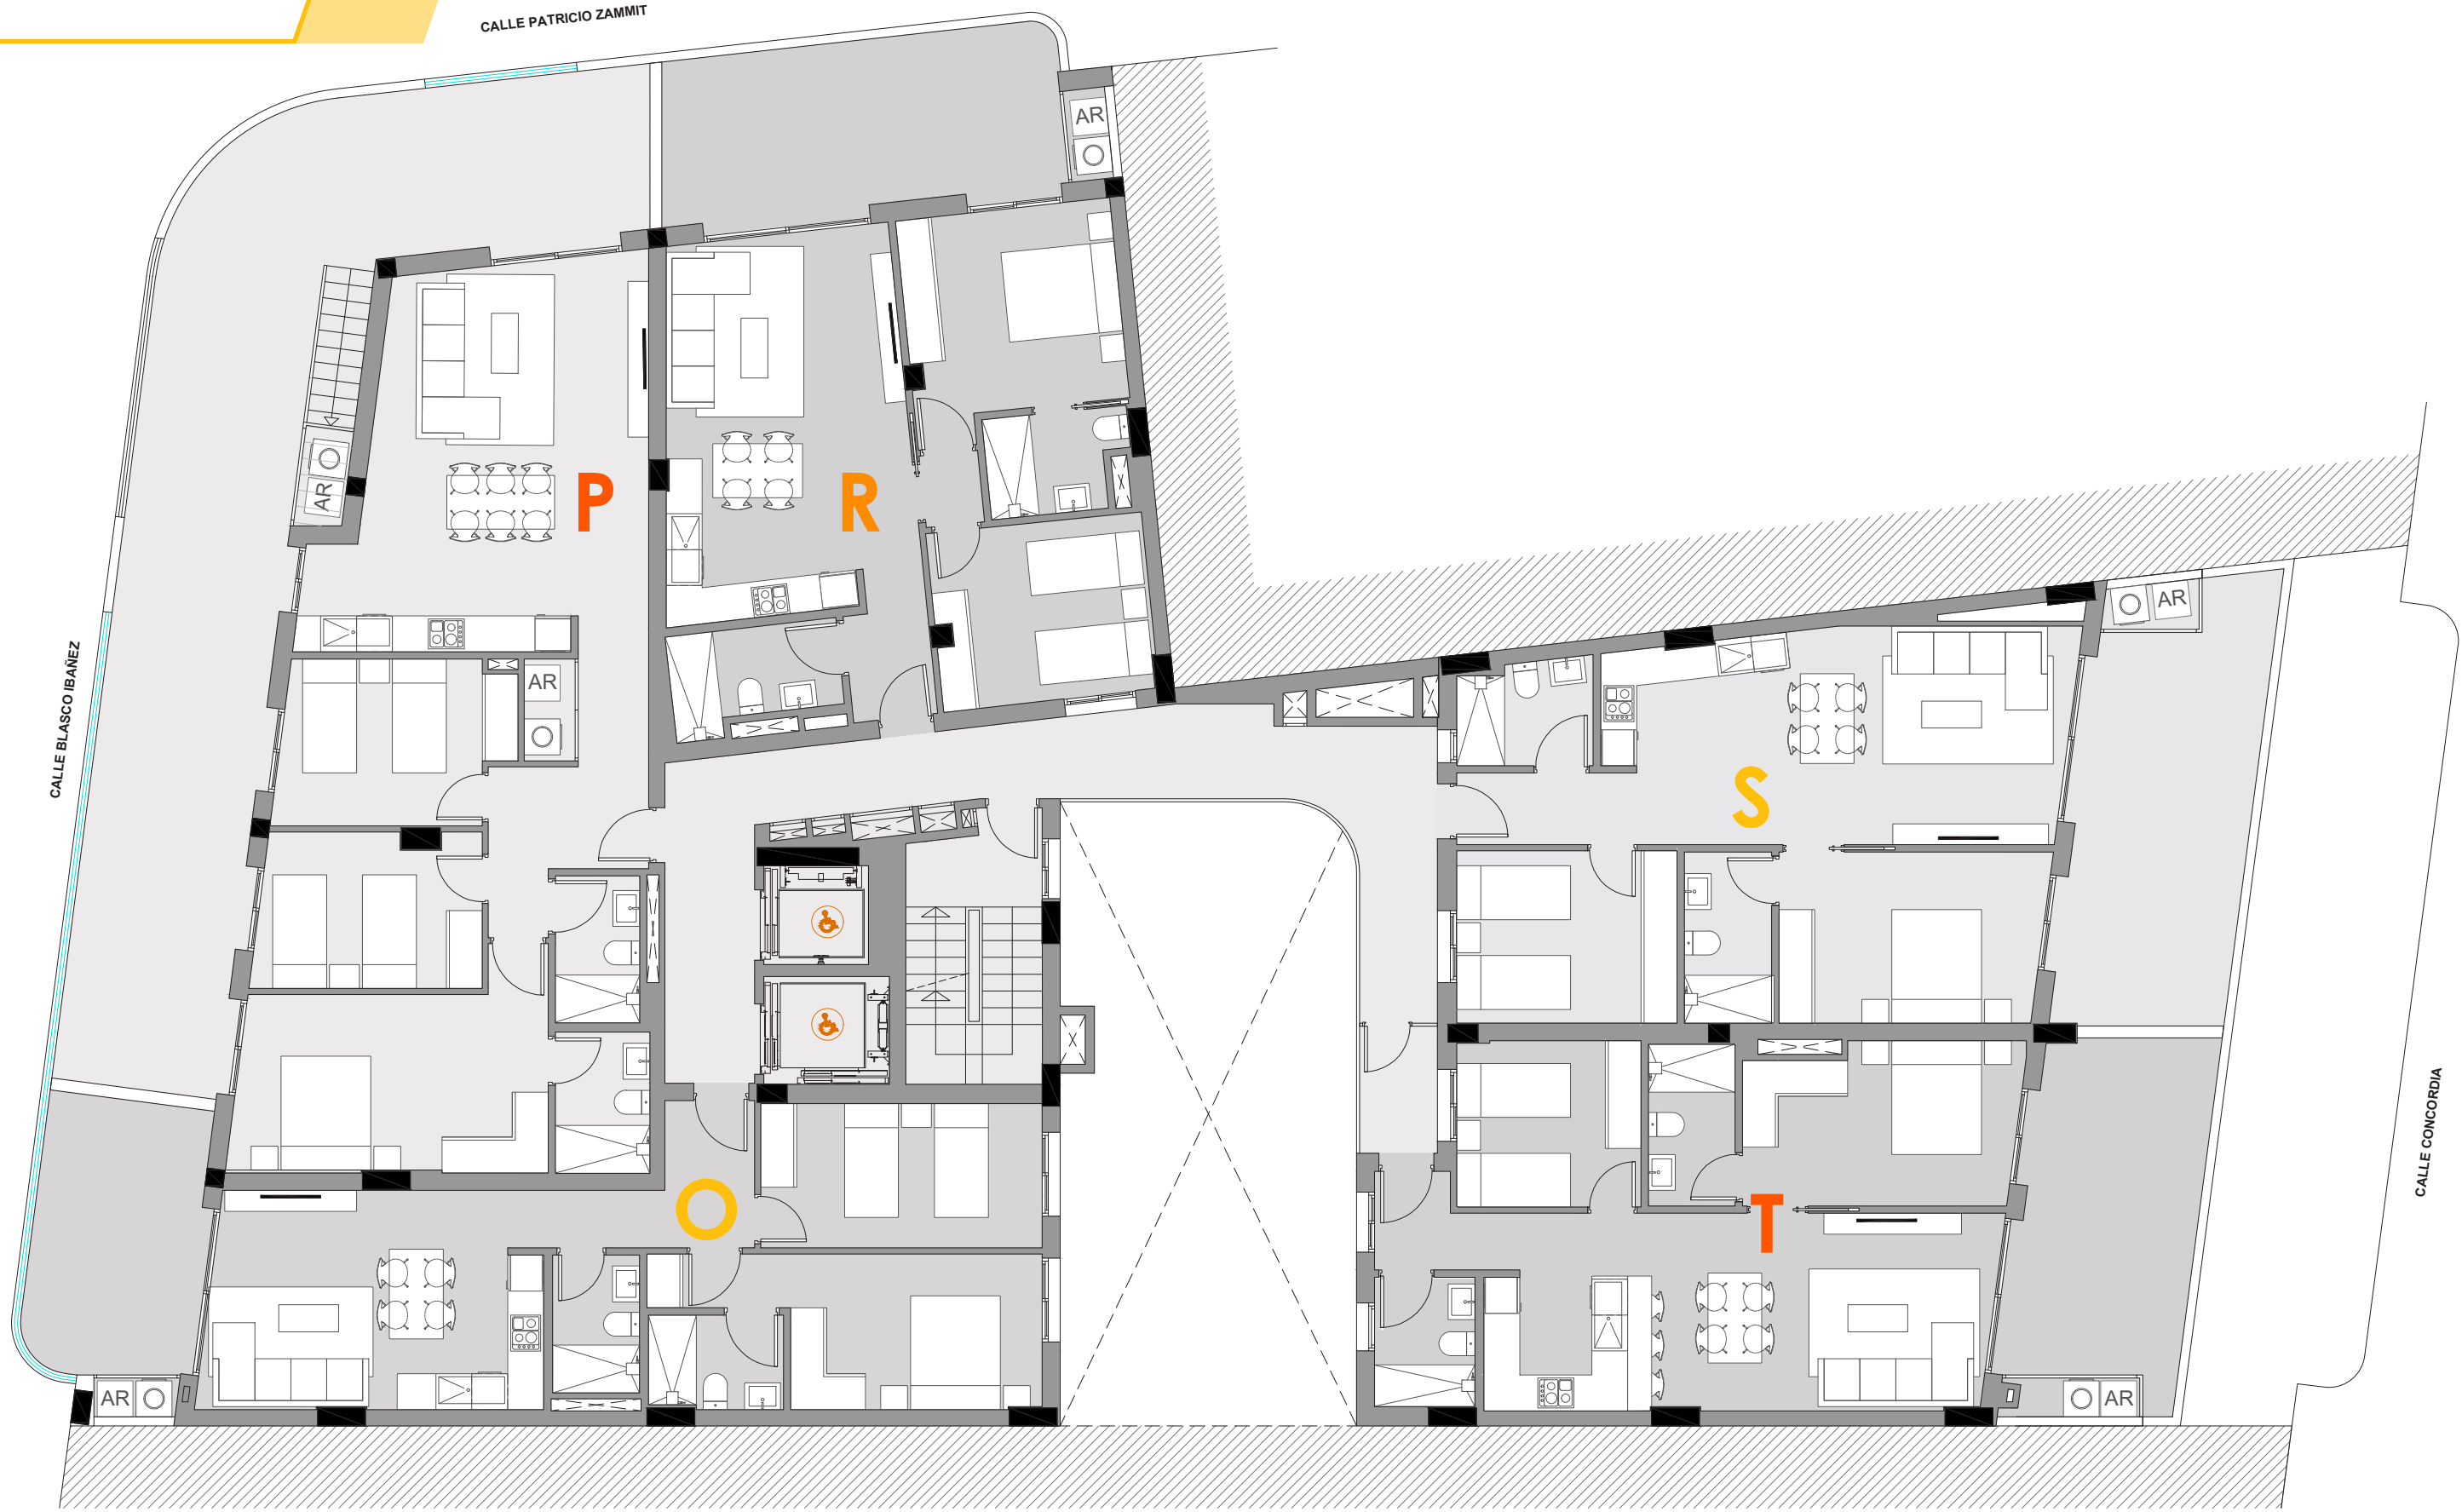 CALLE PATRICIO ZAMMIT
AR
P
R
AR
AR
CALLE BLASCO IBAÑEZ
AR
S
O
T
CALLE CONCORDIA
AR
AR